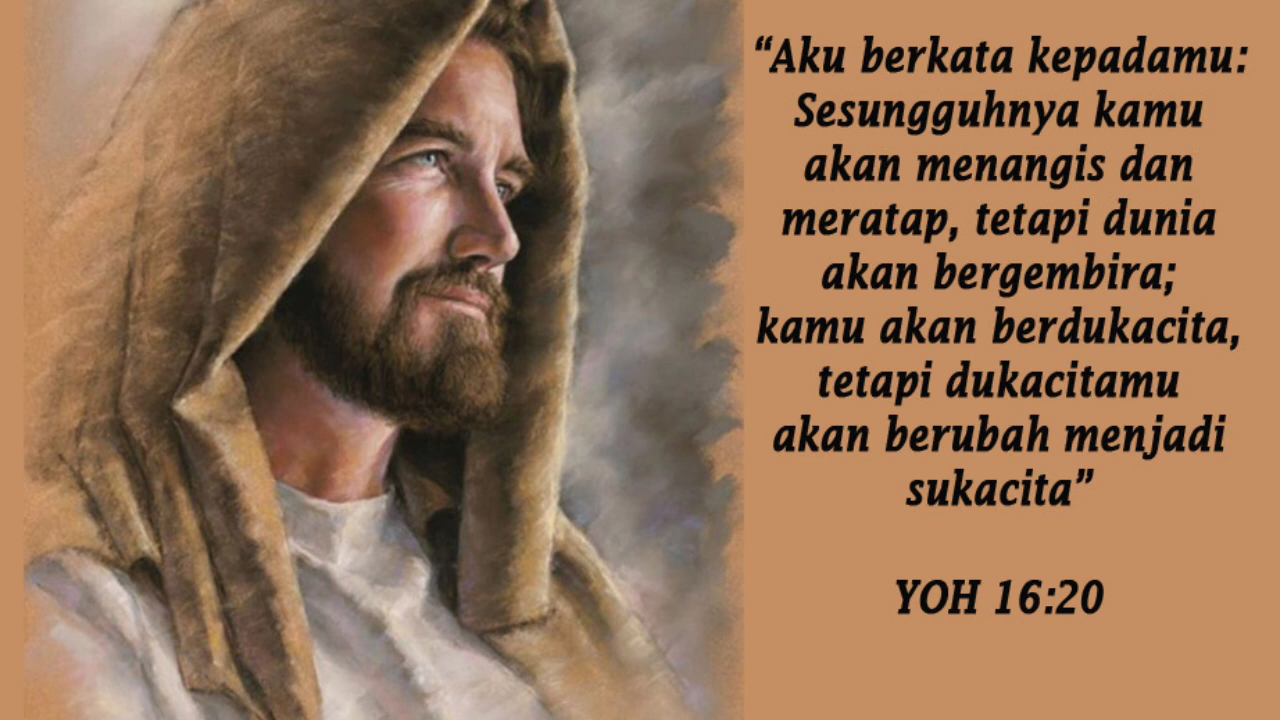 “Aku berkata kepadamu:
Sesungguhnya kamu
akan menangis dan
meratap, tetapi dunia
akan bergembira;
kamu akan berdukacita,
tetapi dukacitamu
akan berubah menjadi
sukacita”
YOH 16:20